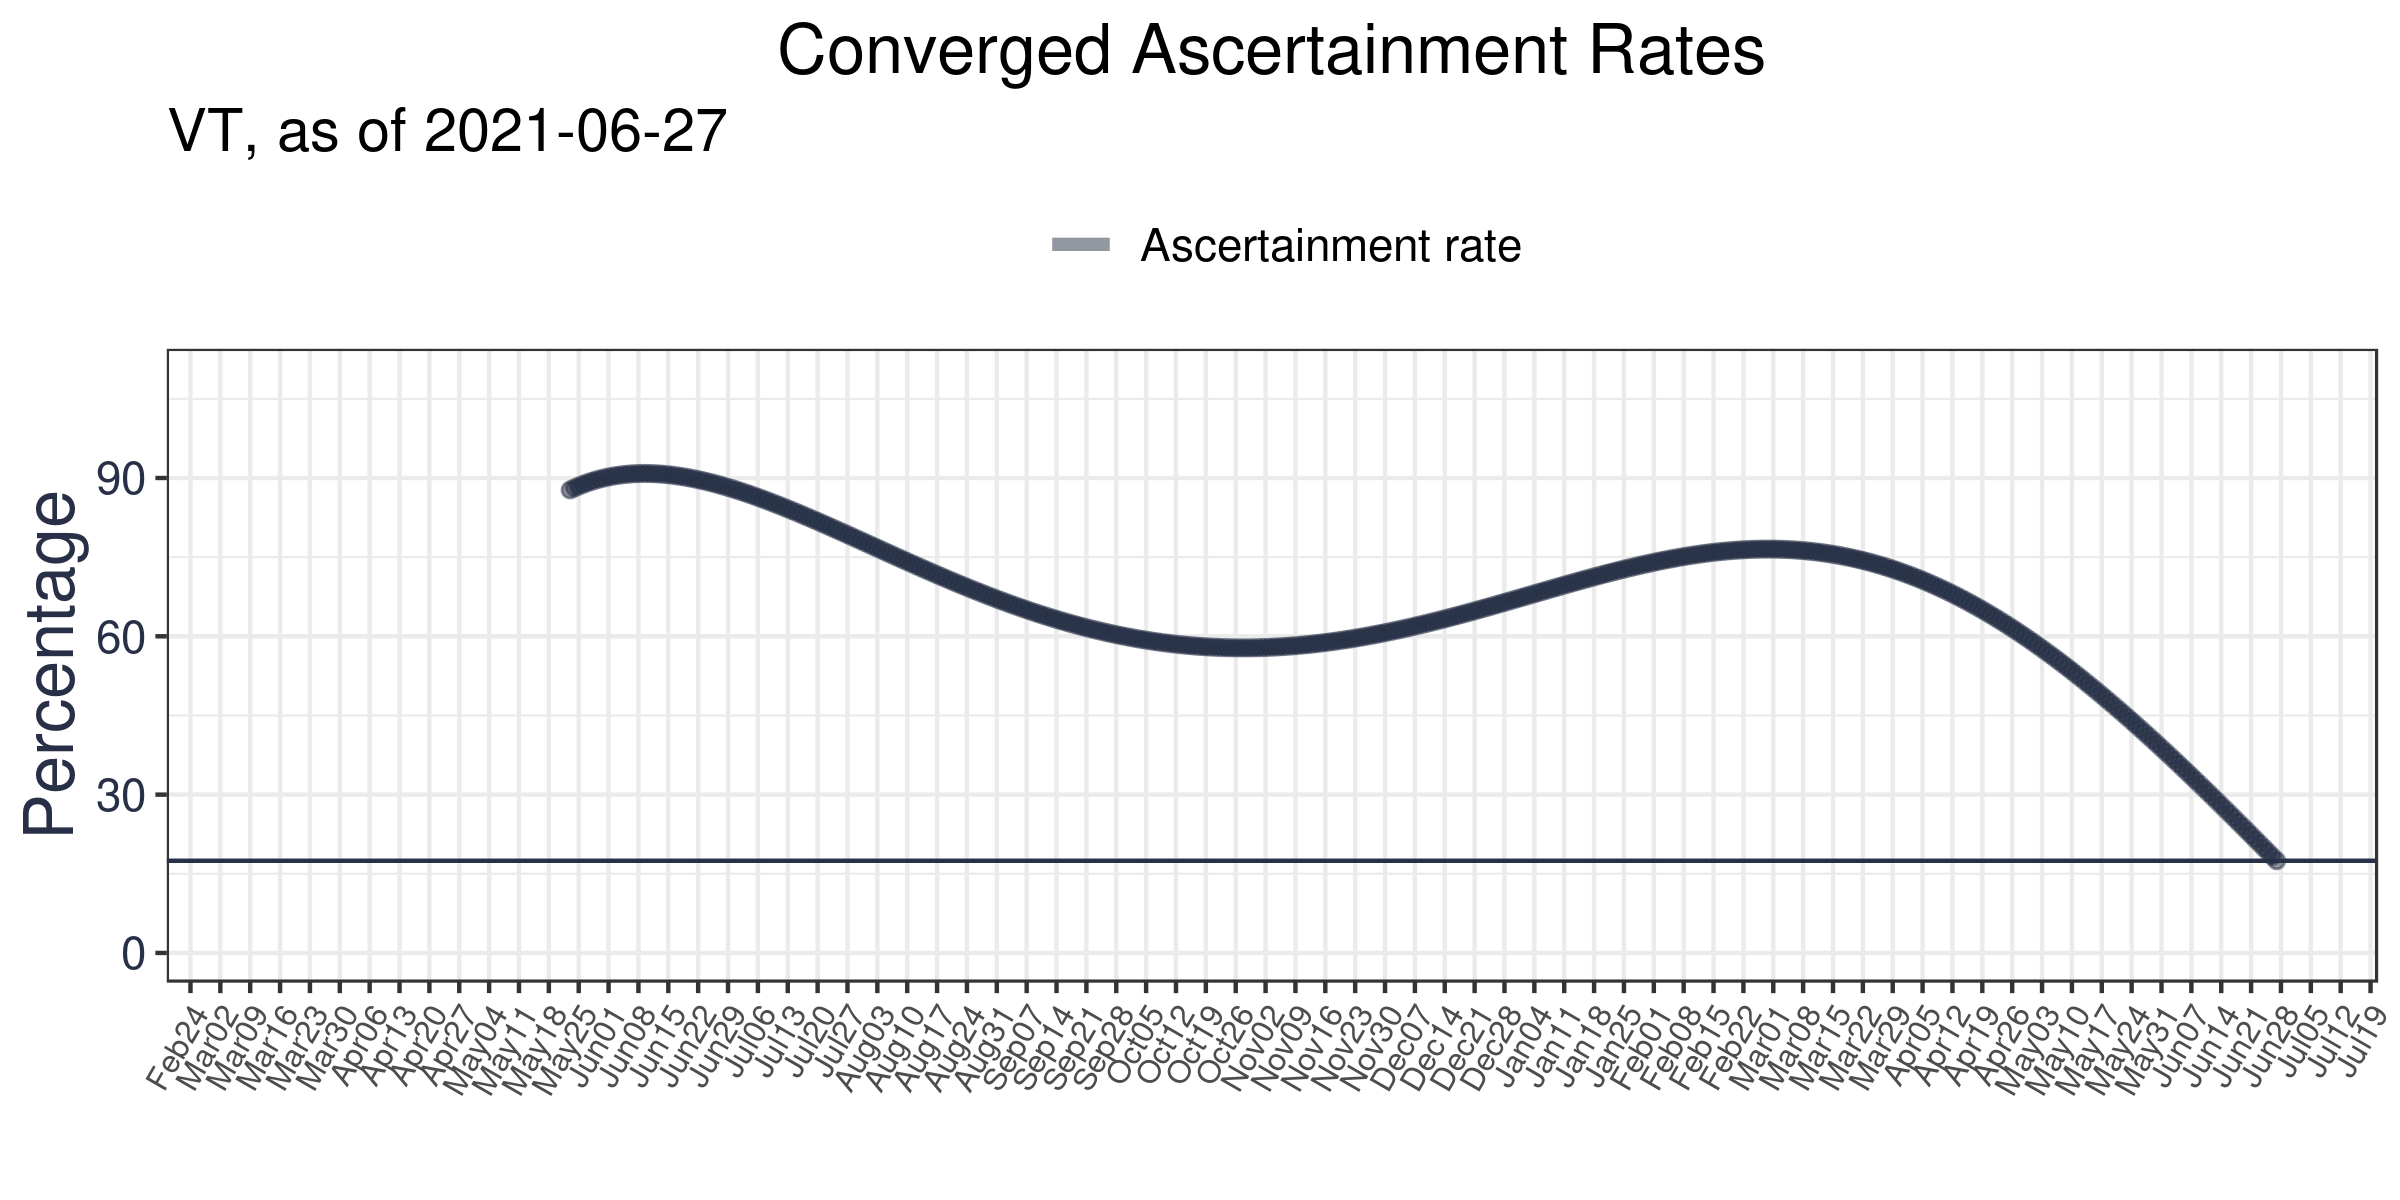 Converged Ascertainment Rates
VT, as of 2021-06-27
Ascertainment rate
Percentage
90
60
30
0
Feb24
Mar02
Mar09
Mar16
Mar23
Mar30
Apr06
Apr13
Apr20
Apr27
May04
May11
May18
May25
Jun01
Jun08
Jun15
Jun22
Jun29
Jul06
Jul13
Jul20
Jul27
Aug03
Aug10
Aug17
Aug24
Aug31
Sep07
Sep14
Sep21
Sep28
Oct05
Oct12
Oct19
Oct26
Nov02
Nov09
Nov16
Nov23
Nov30
Dec07
Dec14
Dec21
Dec28
Jan04
Jan11
Jan18
Jan25
Feb01
Feb08
Feb15
Feb22
Mar01
Mar08
Mar15
Mar22
Mar29
Apr05
Apr12
Apr19
Apr26
May03
May10
May17
May24
May31
Jun07
Jun14
Jun21
Jun28
Jul05
Jul12
Jul19